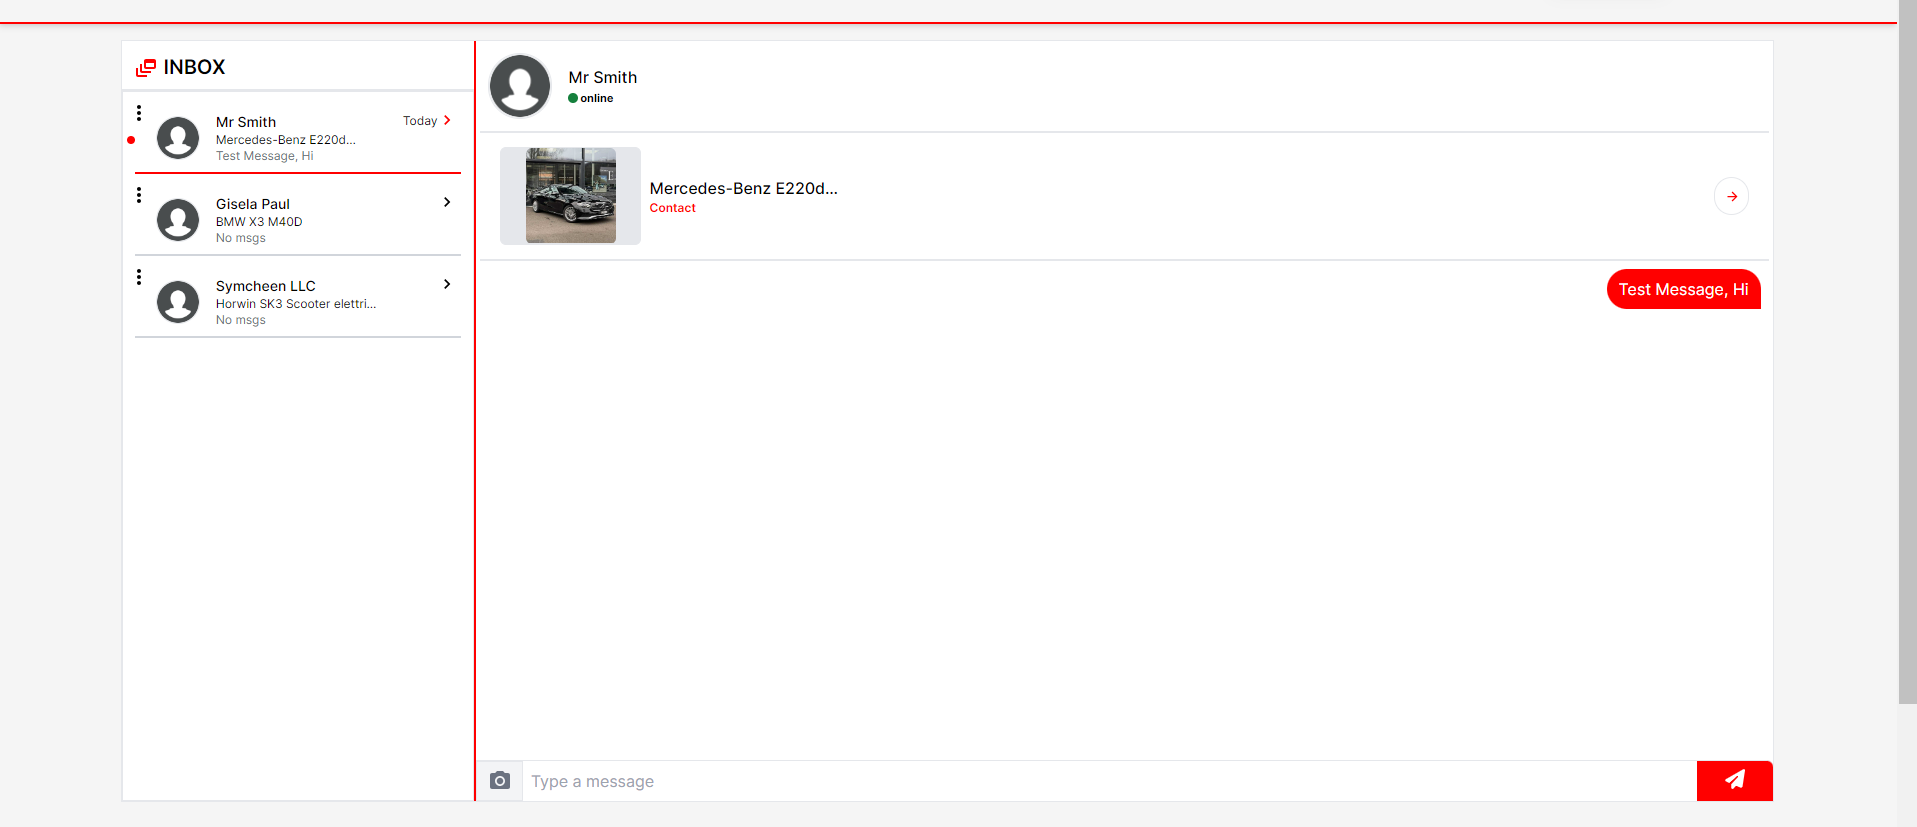 INBOX
Mr Smith
Today
Mercedes-Benz E220d...
Test Message, Hi
Gisela Paul
BMW X3 M40D
No msgs
Symcheen LLC
Horwin SK3 Scooter elettri...
No msgs
Mr Smith
online
Mercedes-Benz E220d...
Contact
Test Message, Hi
Type a message